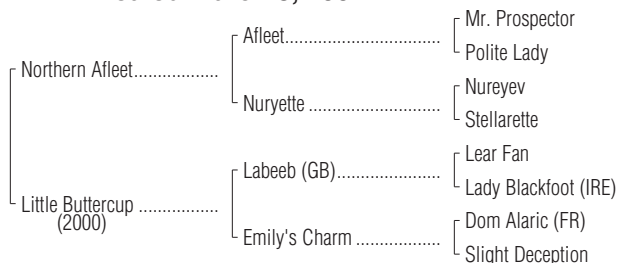 Mr. Prospector
Afleet
Polite Lady
Northern Afleet
Nureyev
Nuryette
Stellarette
Lear Fan
Labeeb (GB)
Lady Blackfoot (IRE)
Little Buttercup
(2000)
Dom Alaric (FR)
Emily's Charm
Slight Deception